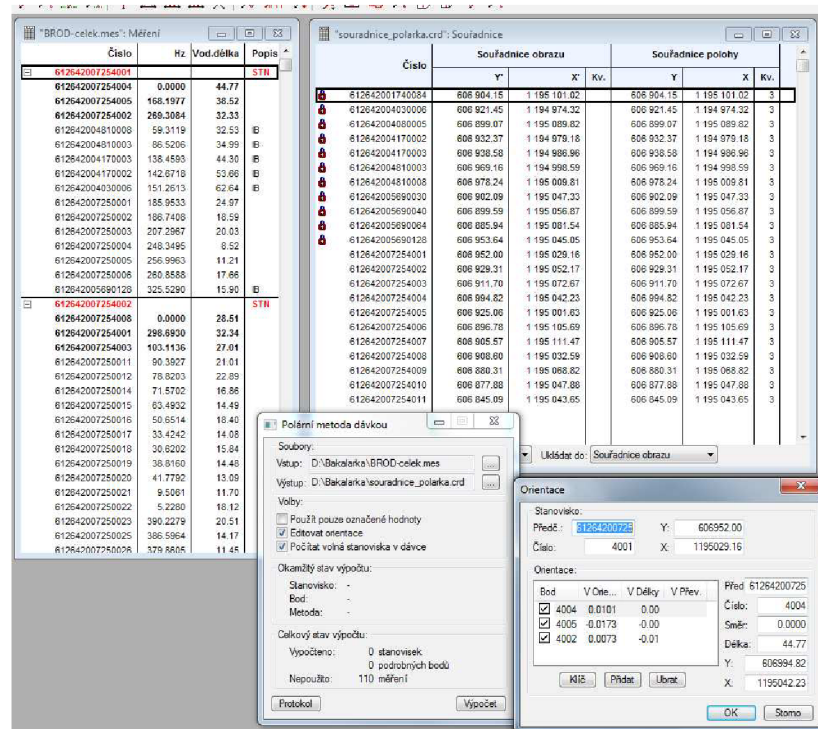 "BROD-celek.mes": Měření
Číslo Hz Vod.délka Popis
612642007254001 STN
612642007254004 0.0000 44.77
612642007254005 168.1977 38.52
612642007254002 269.3084 32.33
612642004810008 59.3119 32.53 IB
612642004810003 86.5206 34.99 IB
612642004170003 138.4593 44.30 IB
612642004170002 142.6718 53.66 IB
612642004030006 151.2613 62.64 IB
612642007250001 185.9533 24.97
612642007250002 186.7408 18.59
612642007250003 207.2967 20.03
612642007250004 248.3495 8.52
612642007250005 256.9963 11.21
612642007250006 260.8588 17.66
612642005690128 325.5290 15.90 IB
612642007254002 STN
612642007254008 0.0000 28.51
612642007254001 298.6930 32.34
612642007254003 103.1136 27.01
612642007250011 90.3927 21.01
612642007250012 78.8203 22.89
612642007250014 71.5702 16.86
612642007250015 63.4932 14.49
612642007250016 50.6514 18.40
612642007250017 33.4242 14.08
612642007250018 30.6202 15.84
612642007250019 38.8160 14.48
612642007250020 41.7792 13.09
612642007250021 9.5061 11.70
612642007250022 5.2280 18.12
612642007250023 390.2279 20.51
612642007250025 386.5964 14.17
612642007250026 379.8605 11.45
"souradnice_polarka.crd": Souřadnice
Číslo Souřadnice obrazu Souřadnice polohy
Y' X' Kv. Y X Kv.
612642001740084 606 904.15 1 195 101.02 606 904.15 1 195 101.02 3
612642004030006 606 921.45 1 194 974.32 606 921.45 1 194 974.32 3
612642004080005 606 899.07 1 195 089.82 606 899.07 1 195 089.82 3
612642004170002 606 932.37 1 194 979.18 606 932.37 1 194 979.18 3
612642004170003 606 938.58 1 194 986.96 606 938.58 1 194 986.96 3
612642004810003 606 969.16 1 194 998.59 606 969.16 1 194 998.59 3
612642004810008 606 978.24 1 195 009.81 606 978.24 1 195 009.81 3
612642005690030 606 902.09 1 195 047.33 606 902.09 1 195 047.33 3
612642005690040 606 899.59 1 195 056.87 606 899.59 1 195 056.87 3
612642005690064 606 885.94 1 195 081.54 606 885.94 1 195 081.54 3
612642005690128 606 953.64 1 195 045.05 606 953.64 1 195 045.05 3
612642007254001 606 952.00 1 195 029.16 606 952.00 1 195 029.16 3
612642007254002 606 929.31 1 195 052.17 606 929.31 1 195 052.17 3
612642007254003 606 911.70 1 195 072.67 606 911.70 1 195 072.67 3
612642007254004 606 994.82 1 195 042.23 606 994.82 1 195 042.23 3
612642007254005 606 925.06 1 195 001.63 606 925.06 1 195 001.63 3
612642007254006 606 896.78 1 195 105.69 606 896.78 1 195 105.69 3
612642007254007 606 905.57 1 195 111.47 606 905.57 1 195 111.47 3
612642007254008 606 908.60 1 195 032.59 606 908.60 1 195 032.59 3
612642007254009 606 880.31 1 195 068.82 606 880.31 1 195 068.82 3
612642007254010 606 877.88 1 195 047.88 606 877.88 1 195 047.88 3
612642007254011 606 845.09 1 195 043.65 606 845.09 1 195 043.65 3
Ukládat do: Souřadnice obrazu
Polární metoda dávkou
Soubory:
Vstup: D:\Bakalarka\BROD-celek.mes ...
Výstup: D:\Bakalarka\souradnice_polarka.crd ...
Volby:
Použít pouze označené hodnoty
Editovat orientace
Počítat volná stanoviska v dávce
Okamžitý stav výpočtu:
Stanovisko: -
Bod: -
Metoda: -
Celkový stav výpočtu:
Vypočteno: 0 stanovisek
0 podrobných bodů
Nepoužito: 110 měření
Protokol Výpočet
Orientace
Stanovisko:
Předč.: 61264200725 Y: 606952.00
Číslo: 4001 X: 1195029.16
Orientace:
Bod V Orie... V Délky V Přev.
4004 0.0101 0.00
4005 -0.0173 -0.00
4002 0.0073 -0.01
Klíč Přidat Ubrat
Před 61264200725
Číslo: 4004
Směr: 0.0000
Délka: 44.77
Y: 606994.82
X: 1195042.23
OK Storno